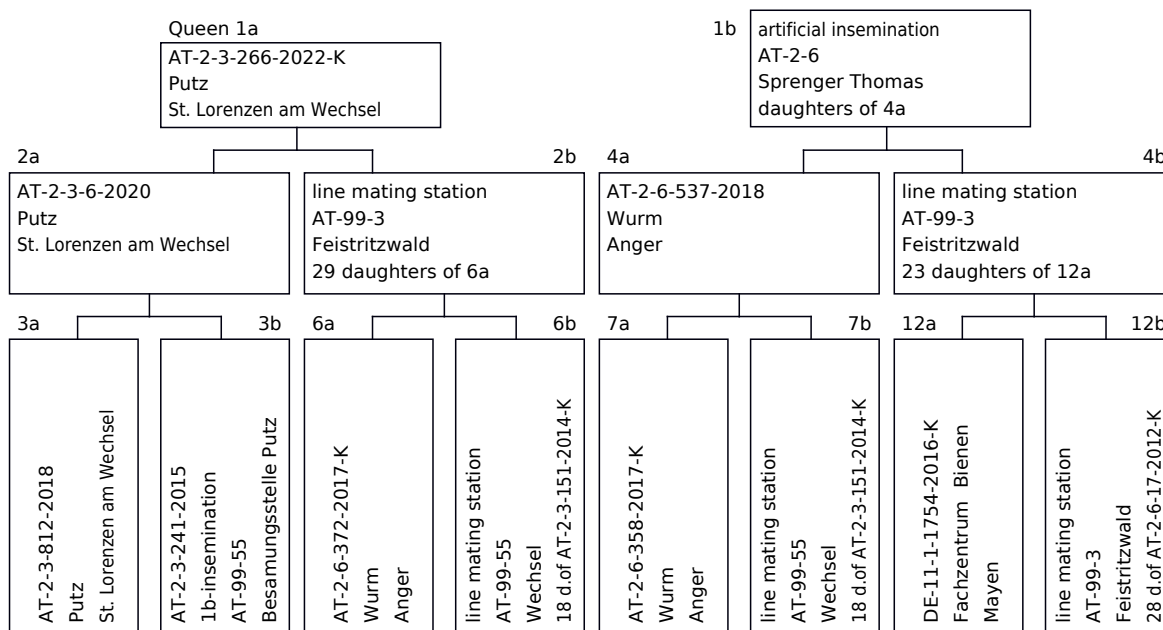 Queen 1a
AT-2-3-266-2022-K
Putz
St. Lorenzen am Wechsel
1b
artificial insemination
AT-2-6
Sprenger Thomas
daughters of 4a
2a
AT-2-3-6-2020
Putz
St. Lorenzen am Wechsel
2b
line mating station
AT-99-3
Feistritzwald
29 daughters of 6a
4a
AT-2-6-537-2018
Wurm
Anger
4b
line mating station
AT-99-3
Feistritzwald
23 daughters of 12a
3a
AT-2-3-812-2018
Putz
St. Lorenzen am Wechsel
3b
AT-2-3-241-2015
1b-insemination
AT-99-55
Besamungsstelle Putz
6a
AT-2-6-372-2017-K
Wurm
Anger
6b
line mating station
AT-99-55
Wechsel
18 d.of AT-2-3-151-2014-K
7a
AT-2-6-358-2017-K
Wurm
Anger
7b
line mating station
AT-99-55
Wechsel
18 d.of AT-2-3-151-2014-K
12a
DE-11-1-1754-2016-K
Fachzentrum Bienen
Mayen
12b
line mating station
AT-99-3
Feistritzwald
28 d.of AT-2-6-17-2012-K